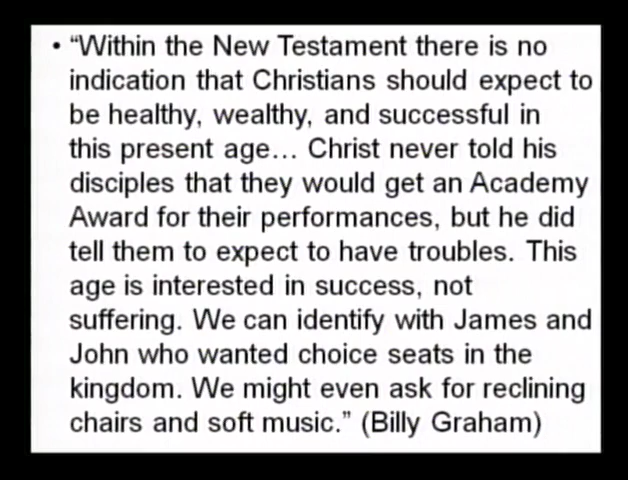 • “Within the New Testament there is no
indication that Christians should expect to
be healthy, wealthy, and successful in
this present age… Christ never told his
disciples that they would get an Academy
Award for their performances, but he did
tell them to expect to have troubles. This
age is interested in success, not
suffering. We can identify with James and
John who wanted choice seats in the
kingdom. We might even ask for reclining
chairs and soft music.” (Billy Graham)